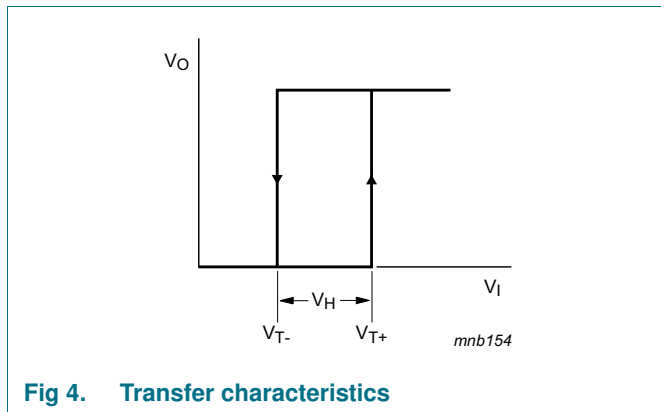 VO
VI
VH
VT-
VT+
mnb154
Fig 4. Transfer characteristics